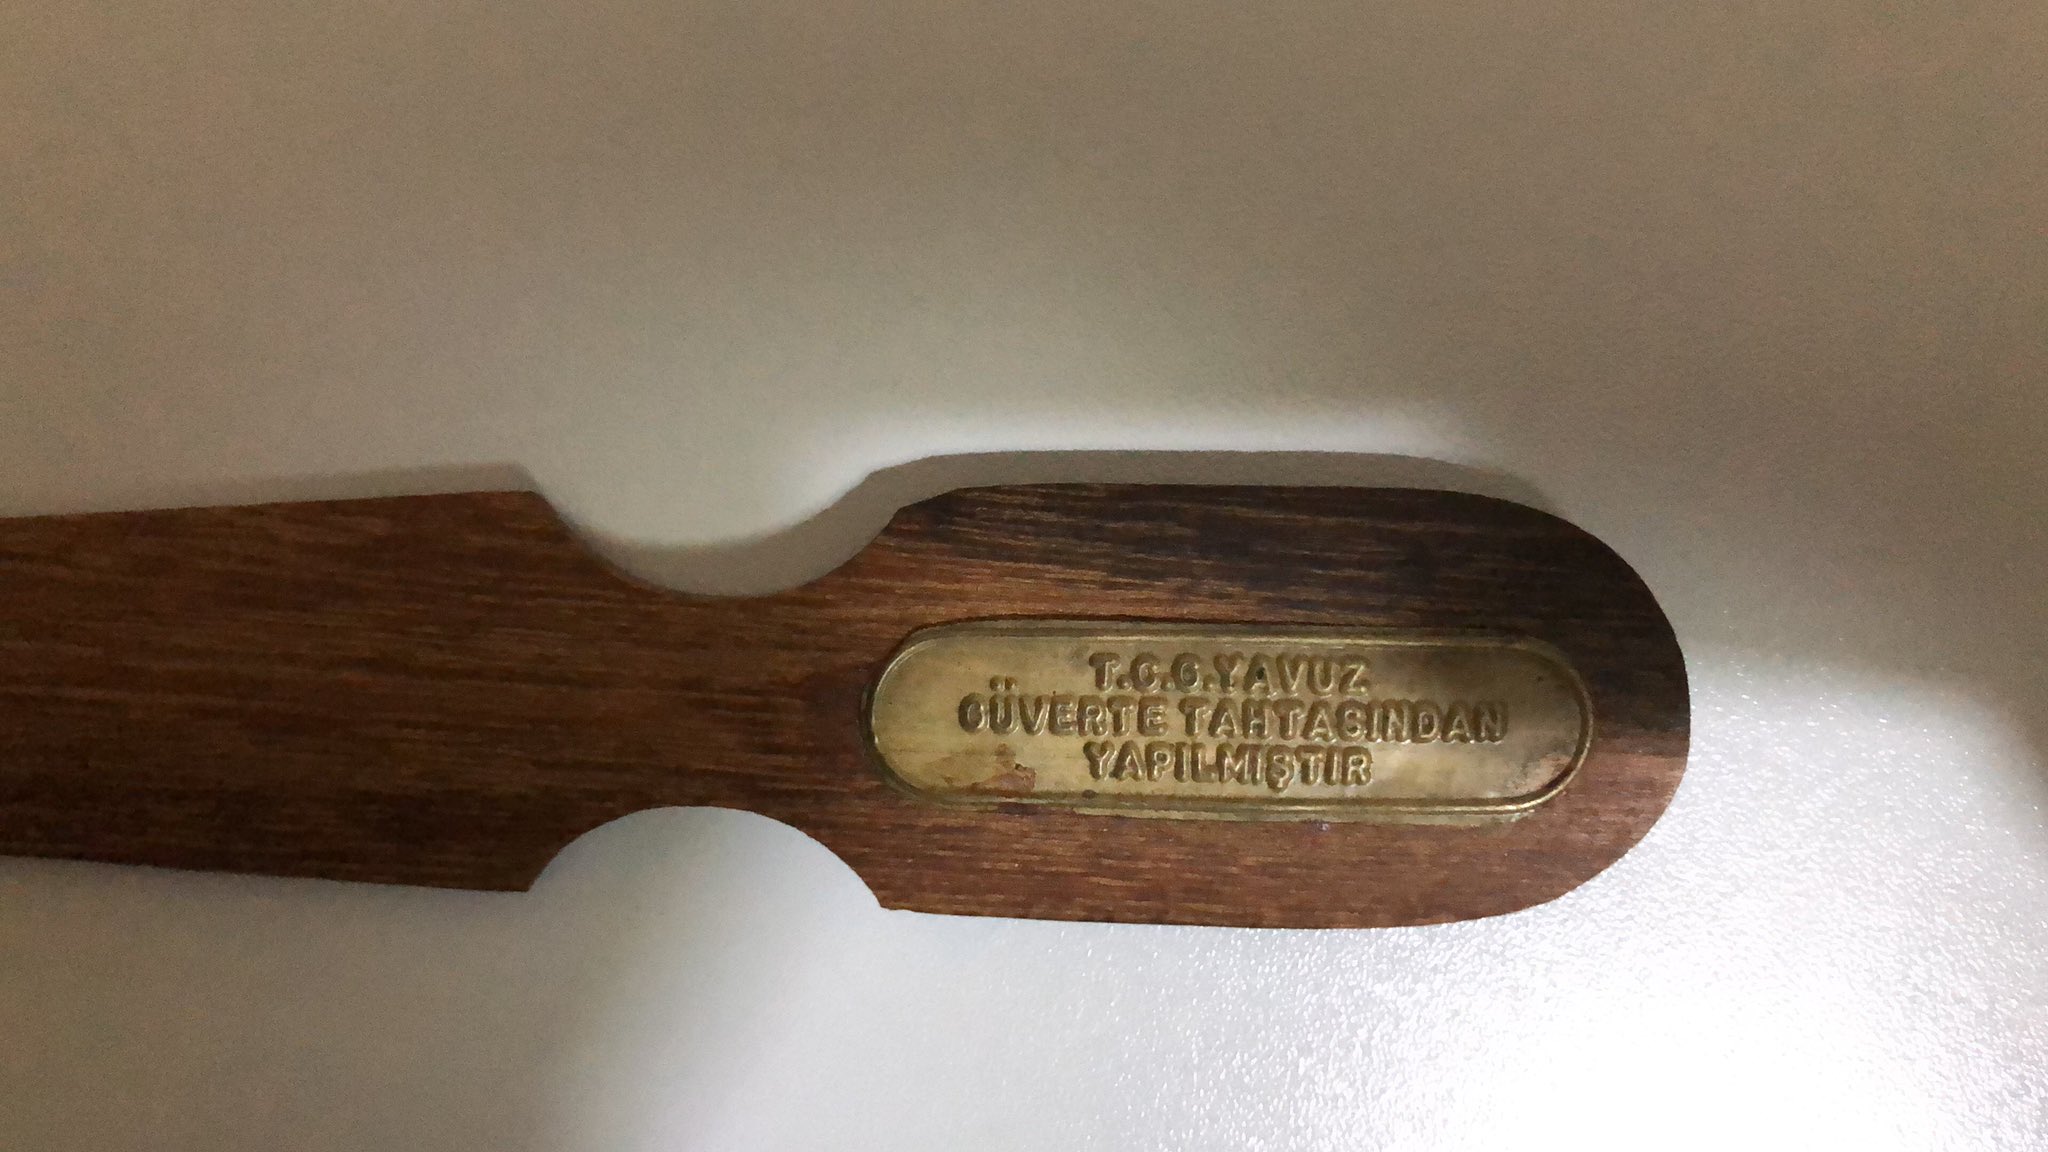 T.C.G.YAVUZ
GÜVERTE TAHTASINDAN
YAPILMIŞTIR